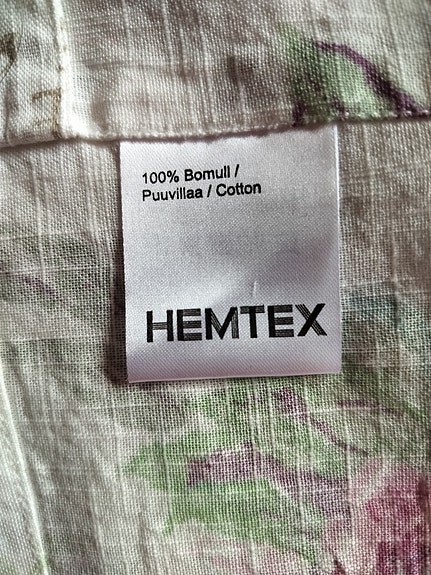 100% Bomull /
Puuvillaa / Cotton
HEMTEX